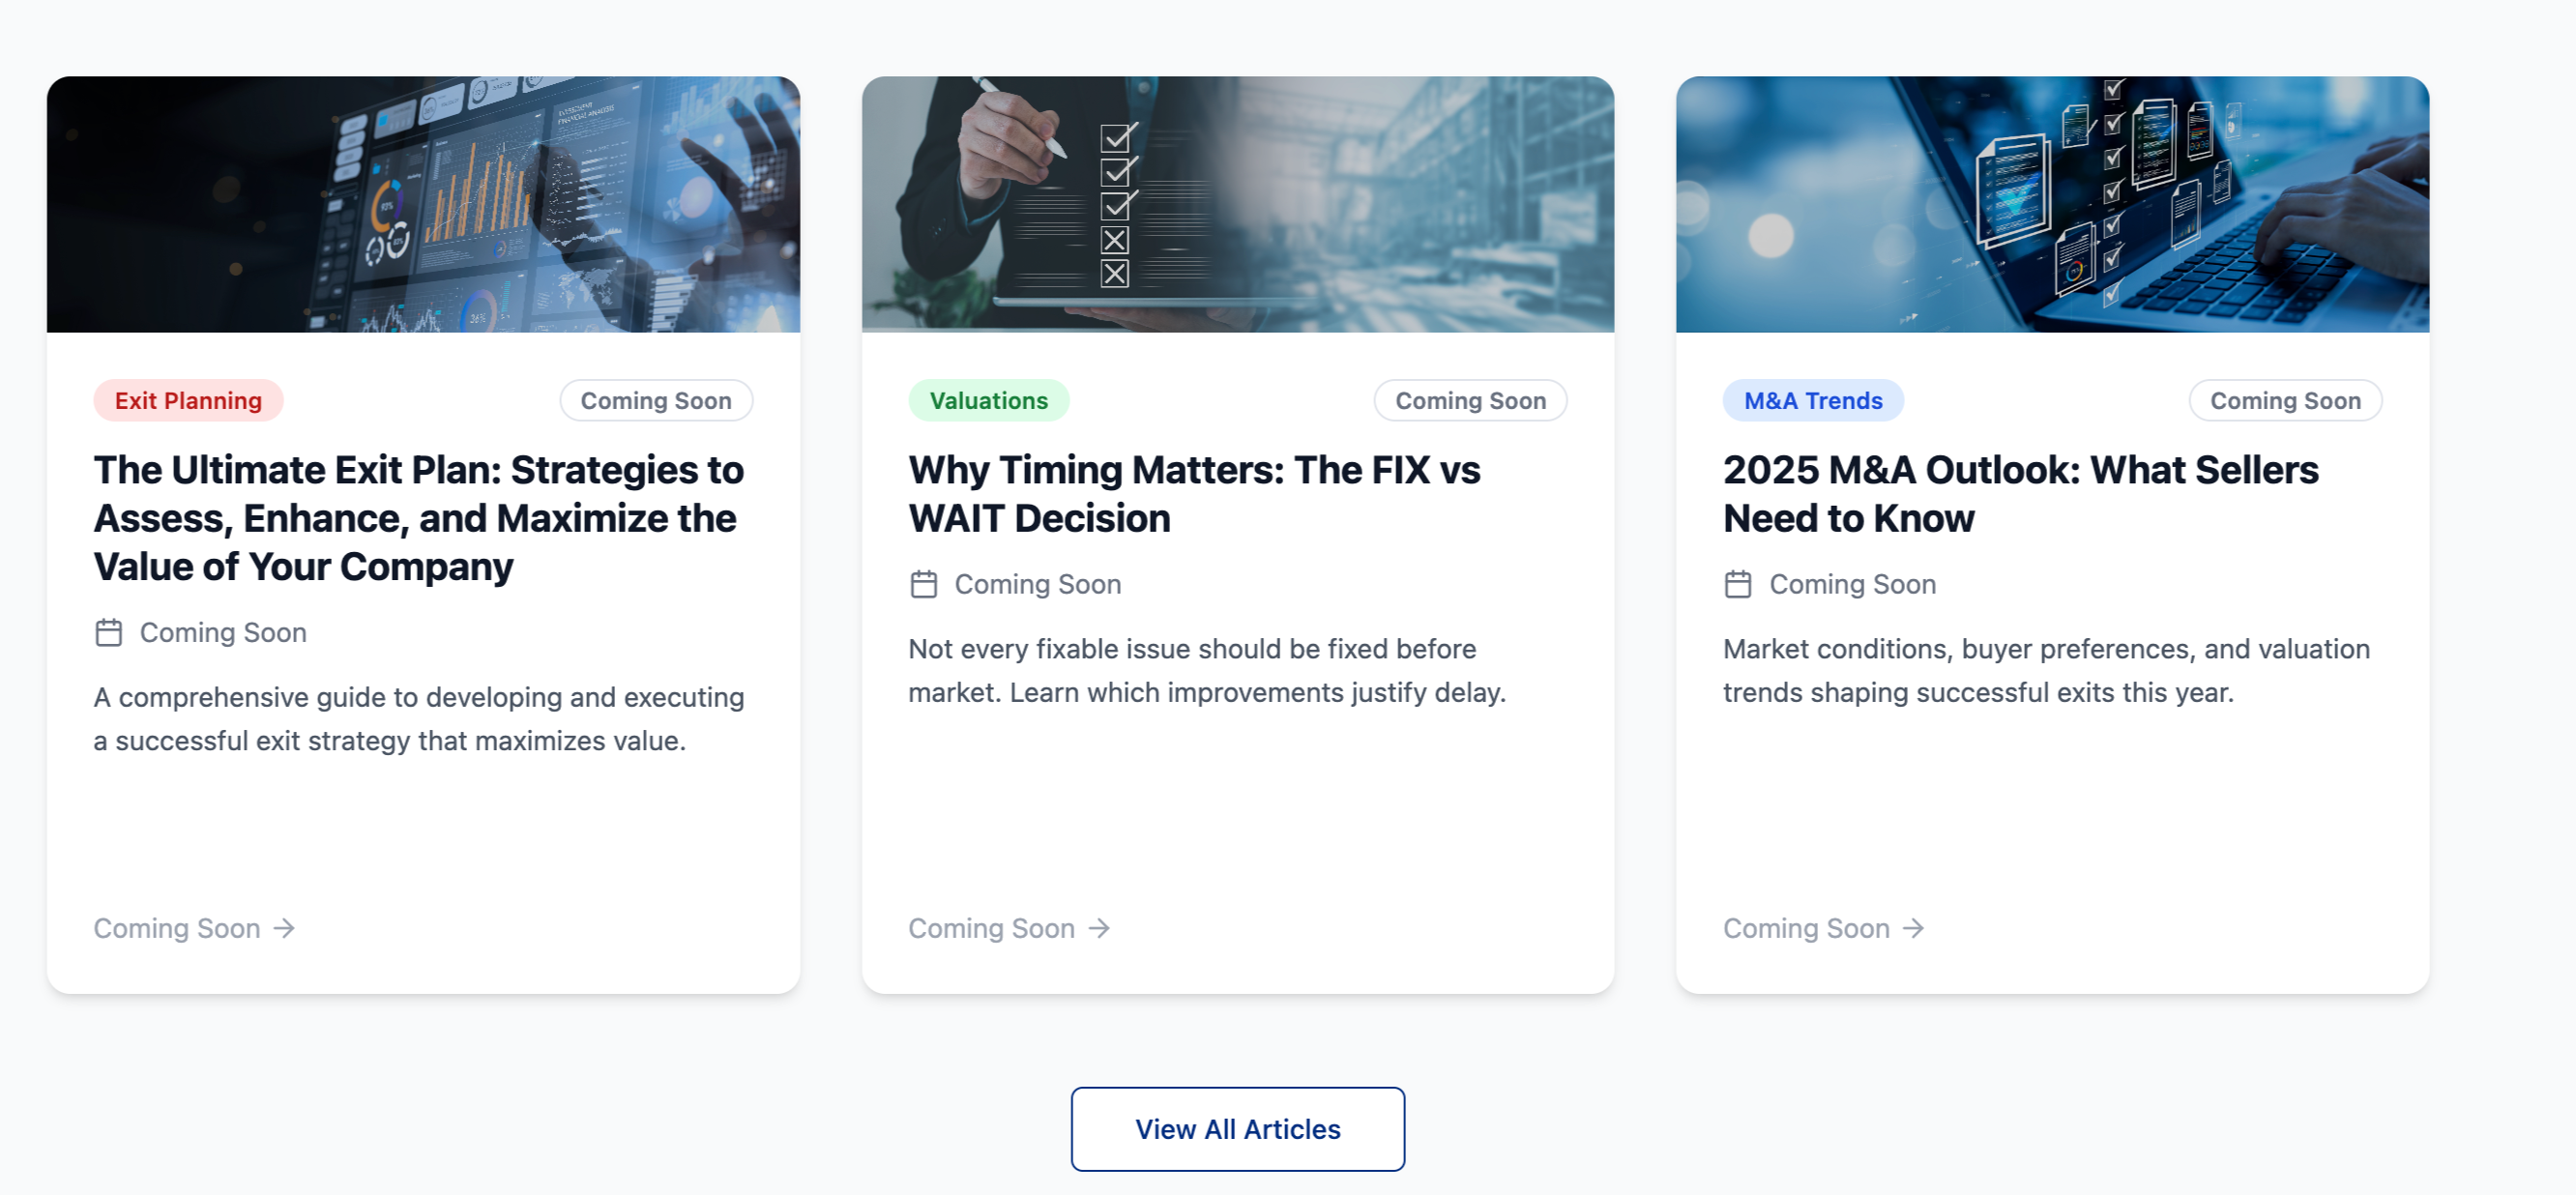 Exit Planning
Coming Soon
The Ultimate Exit Plan: Strategies to
Assess, Enhance, and Maximize the
Value of Your Company
Coming Soon
A comprehensive guide to developing and executing
a successful exit strategy that maximizes value.
Coming Soon →
Valuations
Coming Soon
Why Timing Matters: The FIX vs
WAIT Decision
Coming Soon
Not every fixable issue should be fixed before
market. Learn which improvements justify delay.
Coming Soon →
M&A Trends
Coming Soon
2025 M&A Outlook: What Sellers
Need to Know
Coming Soon
Market conditions, buyer preferences, and valuation
trends shaping successful exits this year.
Coming Soon →
View All Articles